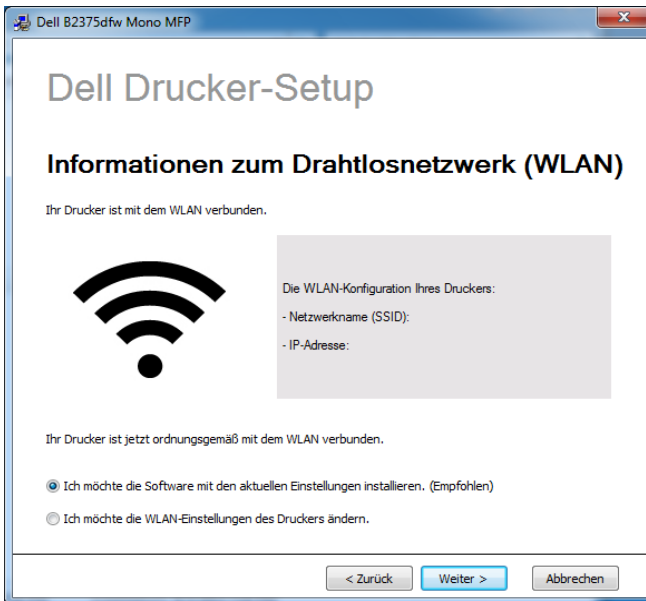 Dell B2375dfw Mono MFP
Dell Drucker-Setup
Informationen zum Drahtlosnetzwerk (WLAN)
Ihr Drucker ist mit dem WLAN verbunden.
Die WLAN-Konfiguration Ihres Druckers:
- Netzwerkname (SSID):
- IP-Adresse:
Ihr Drucker ist jetzt ordnungsgemäß mit dem WLAN verbunden.
Ich möchte die Software mit den aktuellen Einstellungen installieren. (Empfohlen)
Ich möchte die WLAN-Einstellungen des Druckers ändern.
< Zurück Weiter > Abbrechen